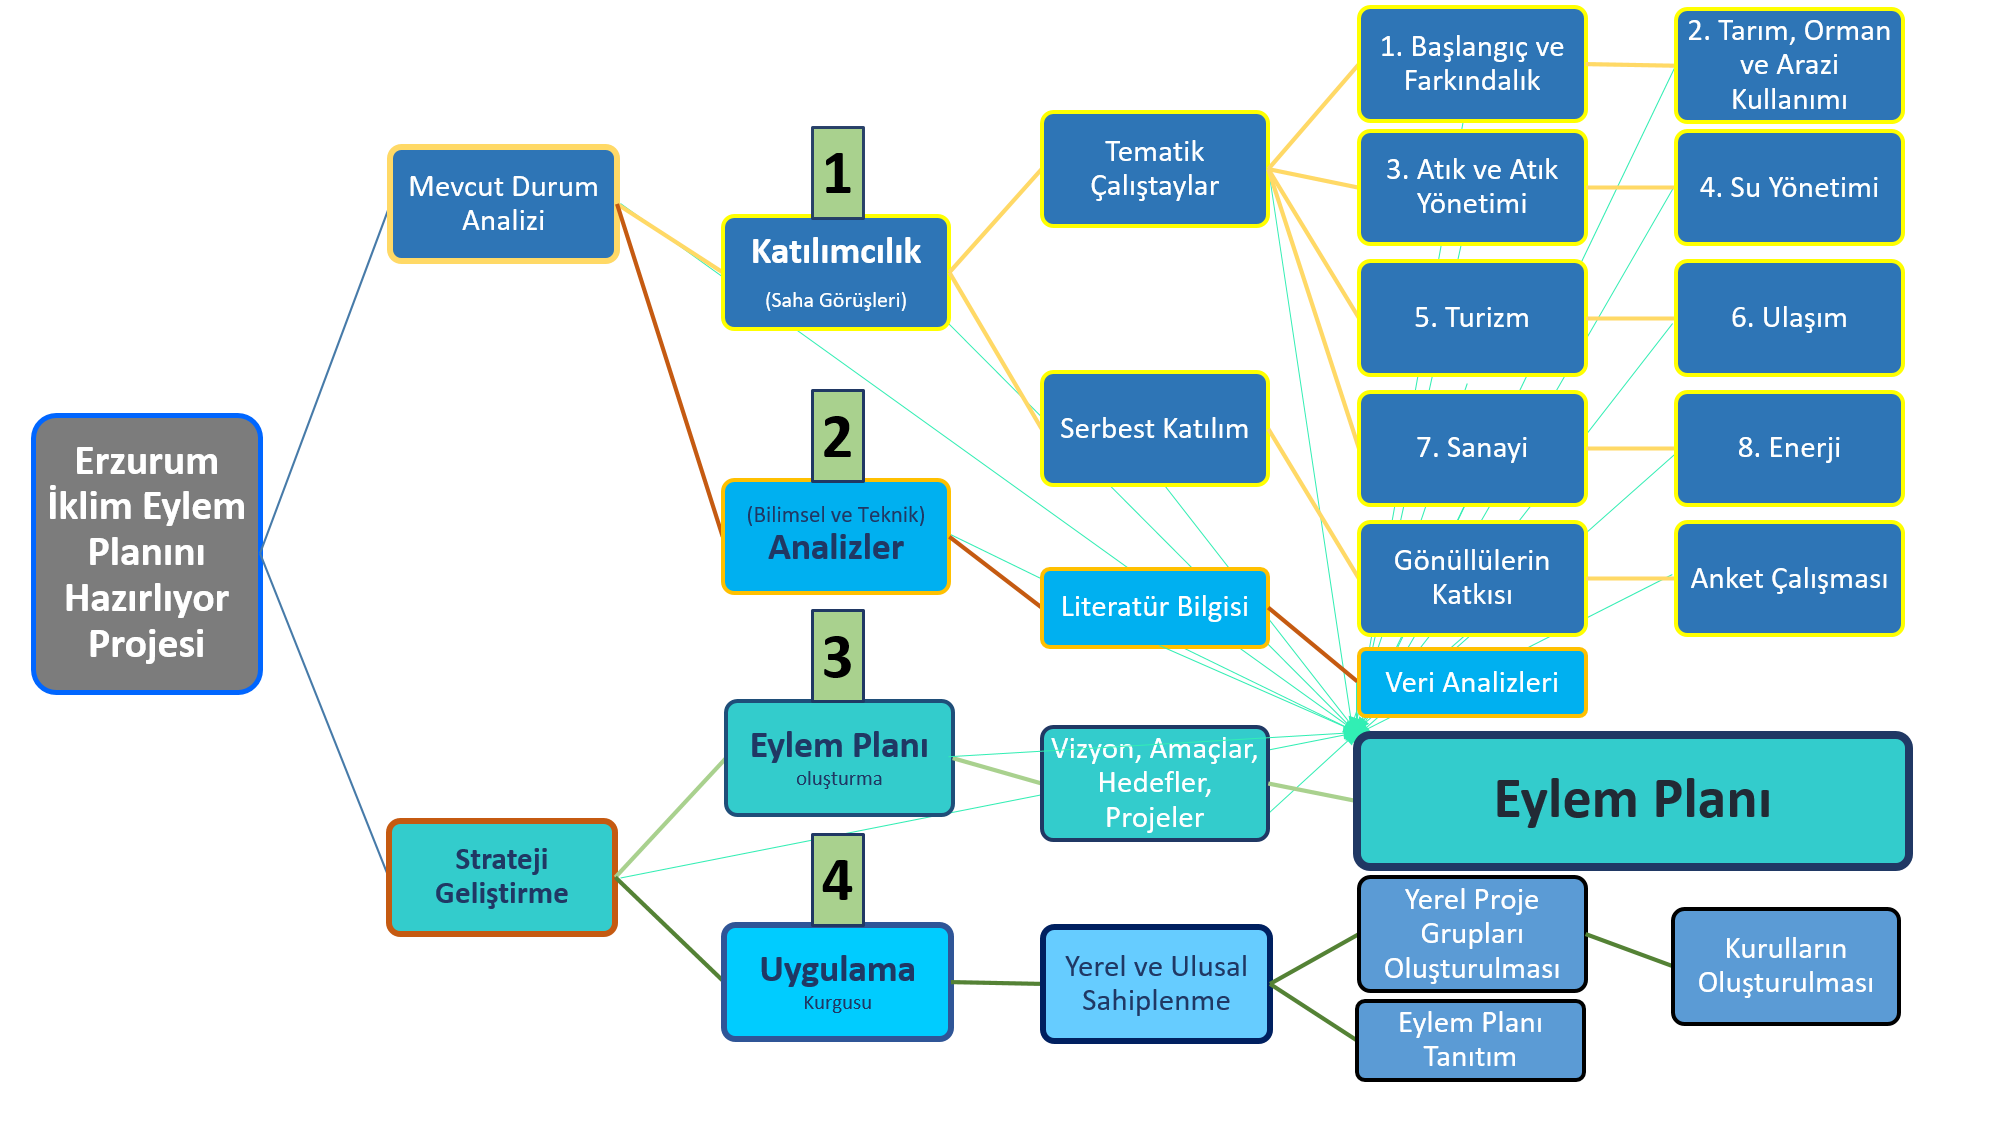 Erzurum
İklim Eylem
Planını
Hazırlıyor
Projesi
Mevcut Durum
Analizi
Strateji
Geliştirme
1
Katılımcılık
(Saha Görüşleri)
2
(Bilimsel ve Teknik)
Analizler
3
Eylem Planı
oluşturma
4
Uygulama
Kurgusu
Tematik
Çalıştaylar
Serbest Katılım
Literatür Bilgisi
Vizyon, Amaçlar,
Hedefler,
Projeler
Yerel ve Ulusal
Sahiplenme
1. Başlangıç ve
Farkındalık
2. Tarım, Orman
ve Arazi
Kullanımı
3. Atık ve Atık
Yönetimi
4. Su Yönetimi
5. Turizm
6. Ulaşım
7. Sanayi
8. Enerji
Gönüllülerin
Katkısı
Anket Çalışması
Veri Analizleri
Eylem Planı
Yerel Proje
Grupları
Oluşturulması
Kurulların
Oluşturulması
Eylem Planı
Tanıtım